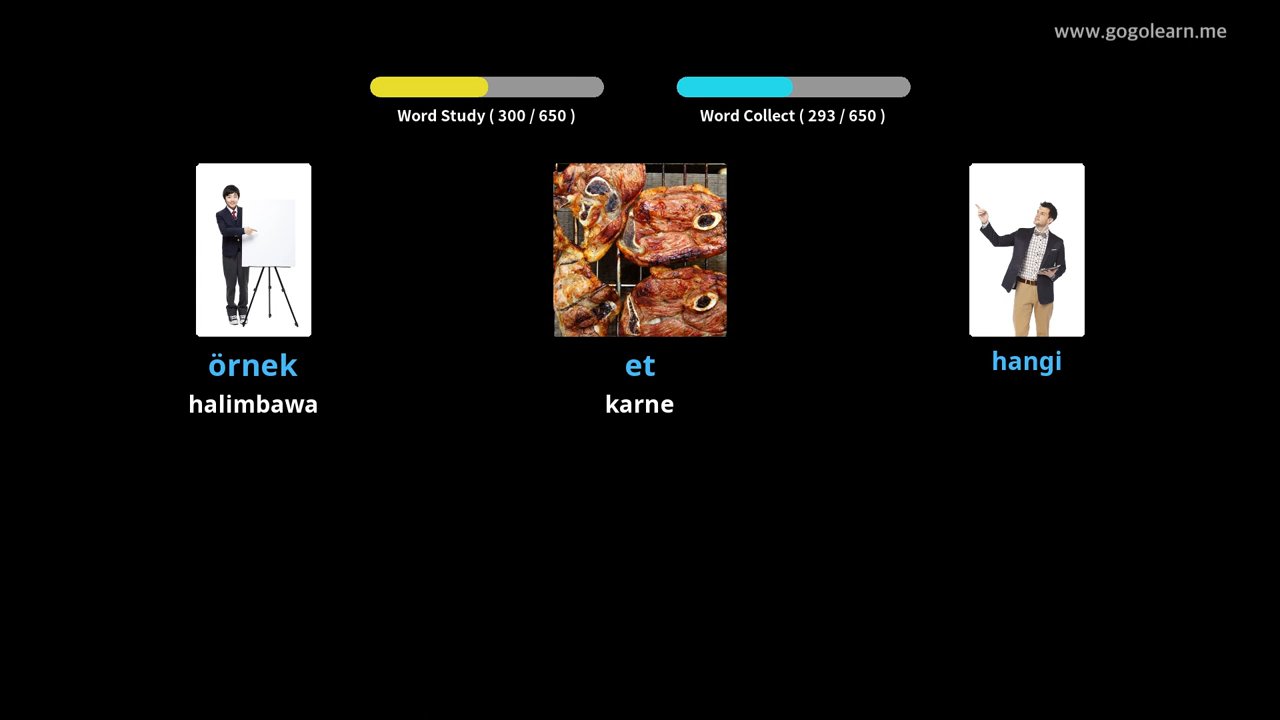 www.gogolearn.me
Word Study ( 300 / 650 )
Word Collect ( 293 / 650 )
örnek
halimbawa
et
karne
hangi